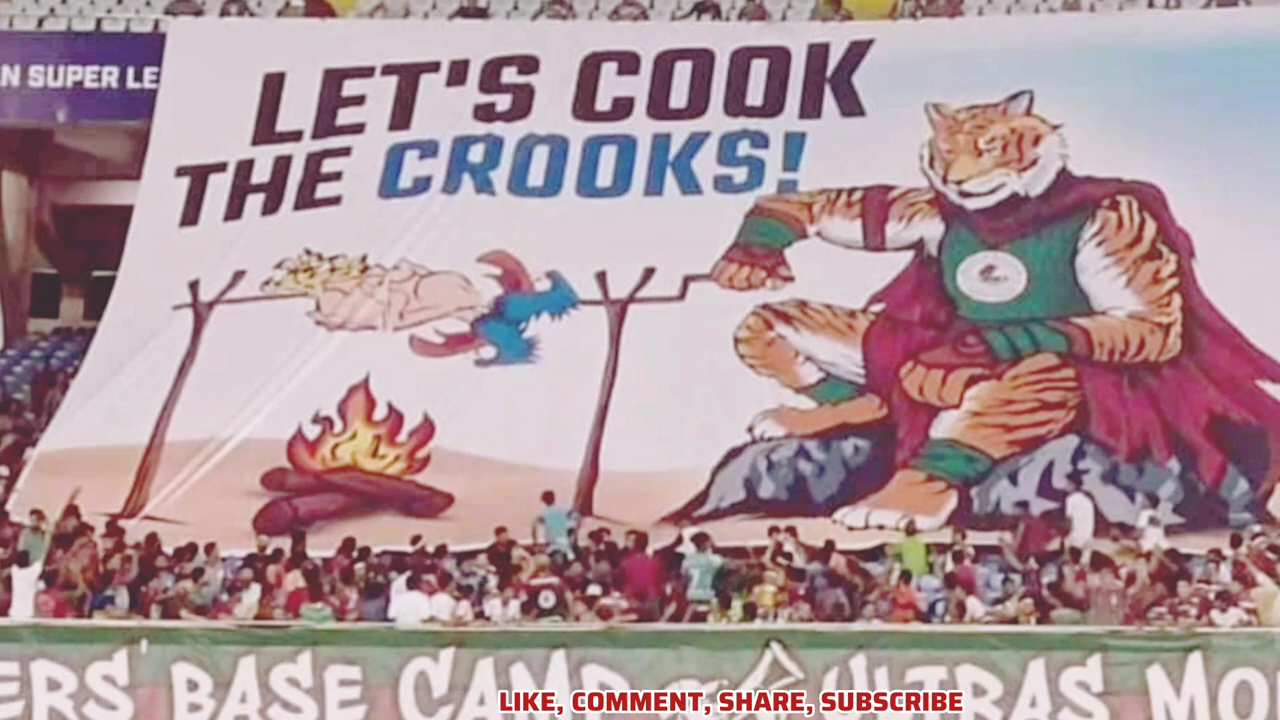 N SUPER LE
LET'S COOK
THE CROOKS!
ERS' BASE CAMP ULTRAS MO
LIKE, COMMENT, SHARE, SUBSCRIBE